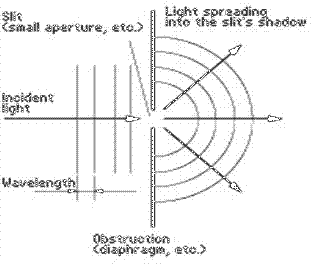 Slit
(small aperture, etc.)
Light spreading
into the slit's shadow
Incident
light
Wavelength
Obstruction
(diaphragm, etc.)